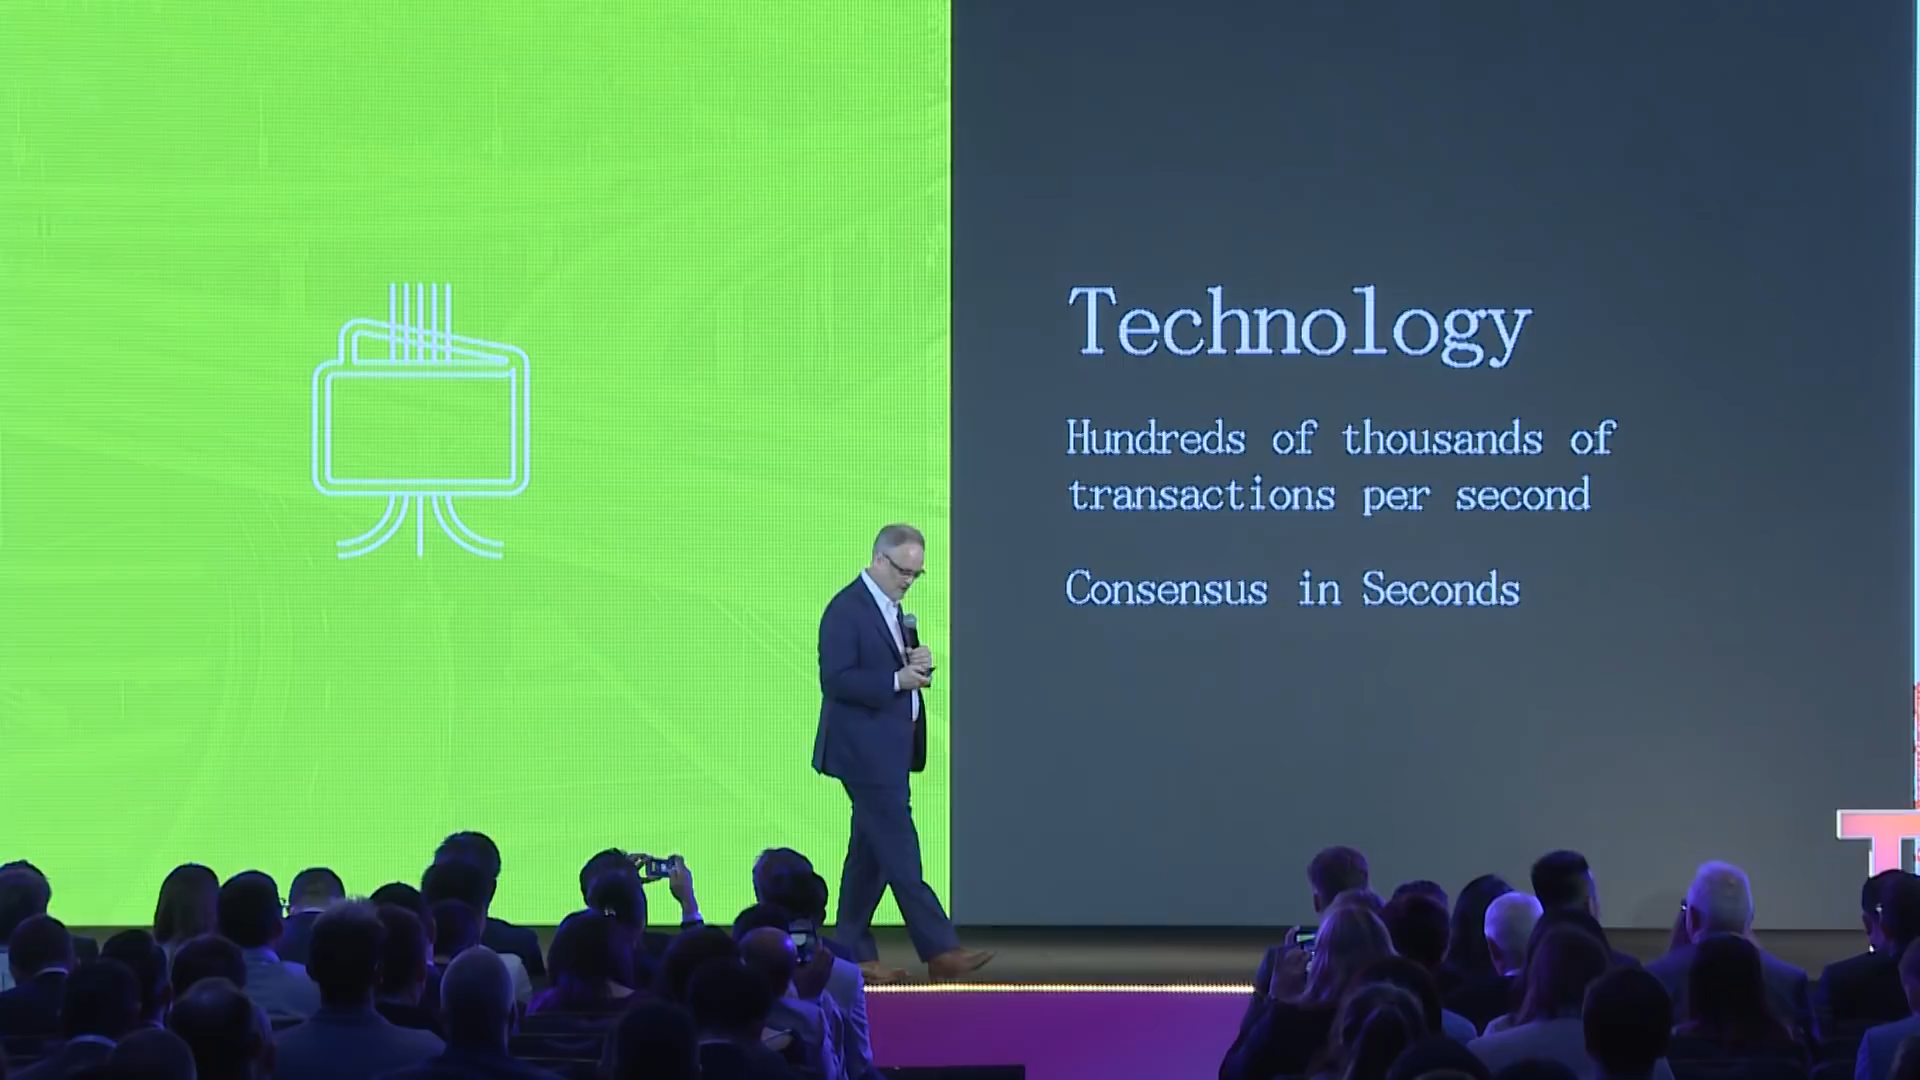 Technology
Hundreds of thousands of
transactions per second
Consensus in Seconds
T